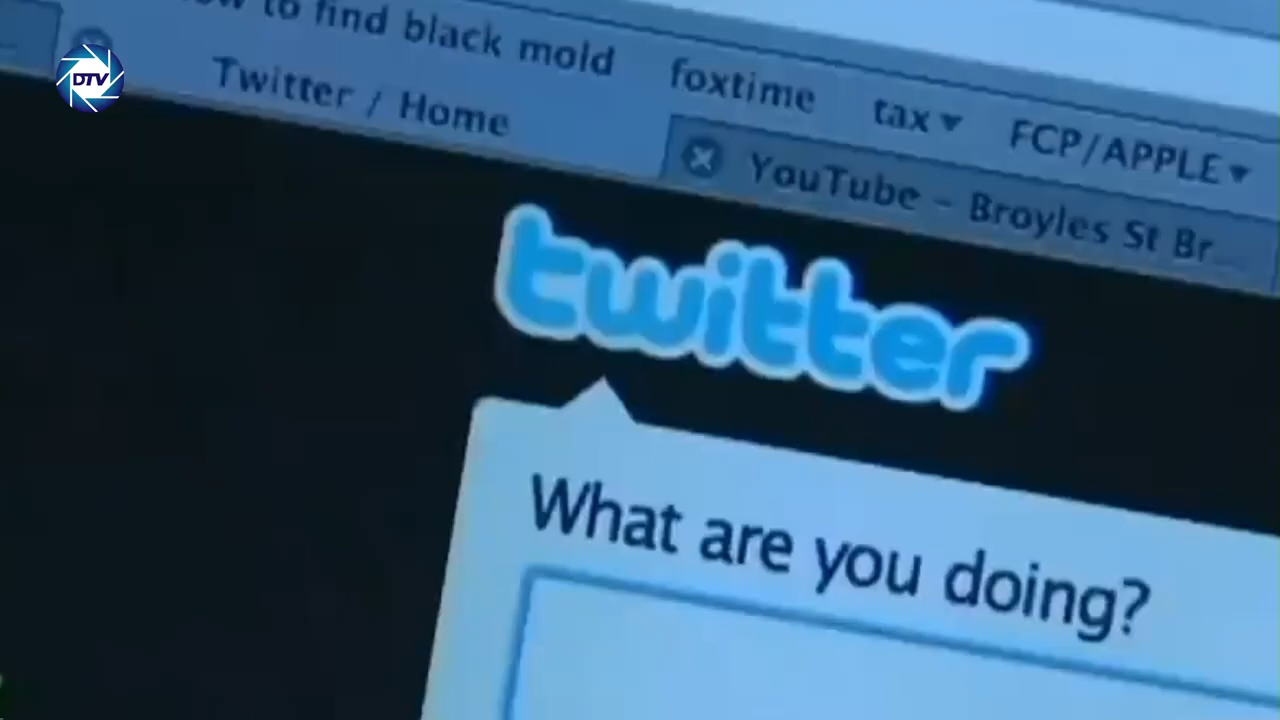 to find black mold
foxtime
tax
FCP/APPLE
DTV
Twitter / Home
YouTube - Broyles St Br...
twitter
What are you doing?